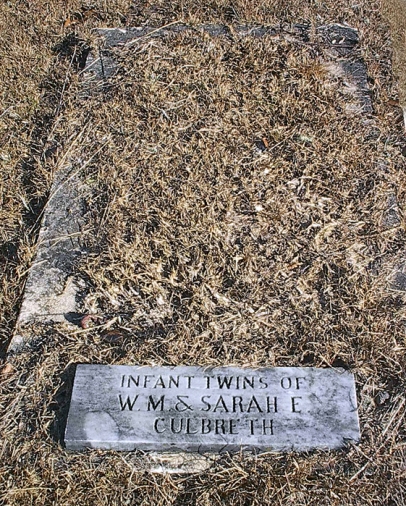 INFANT TWINS OF
W. M. & SARAH E
CULBRETH